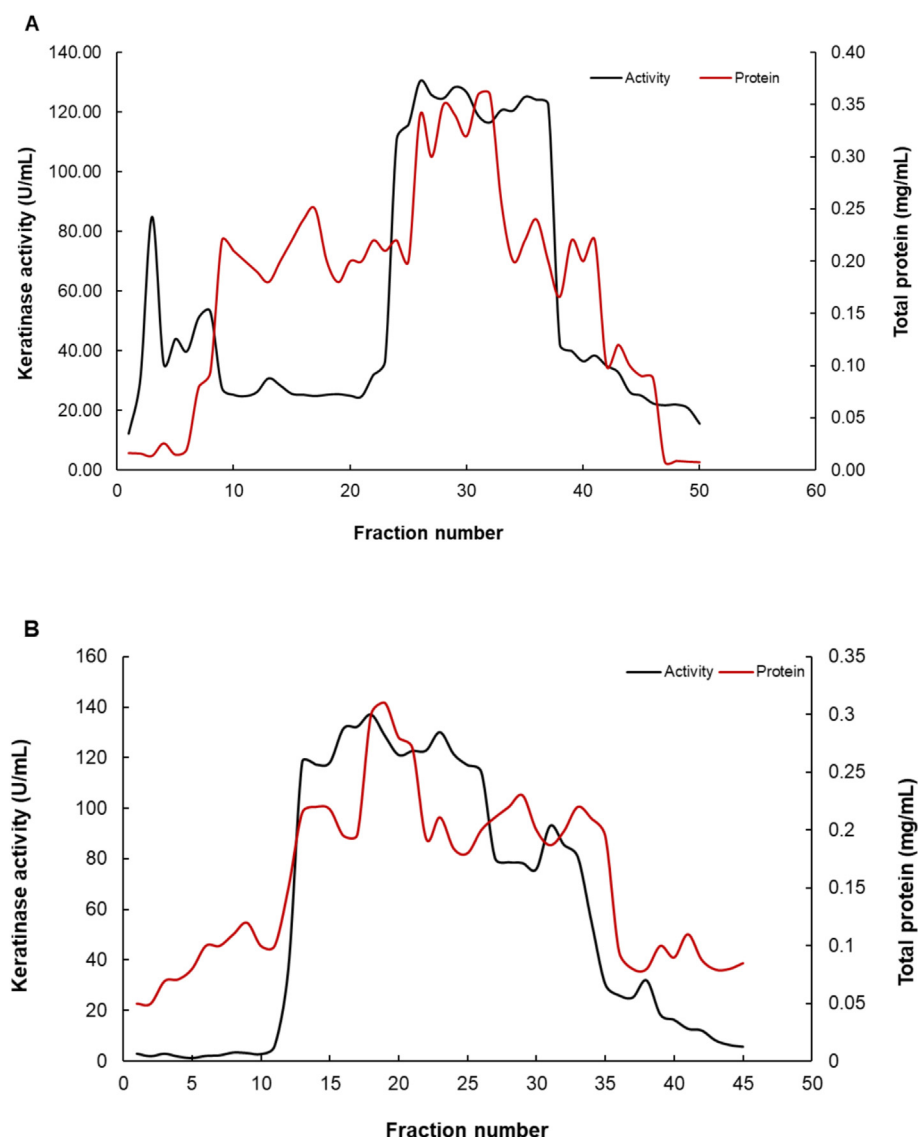 A
140.00
120.00
100.00
80.00
60.00
40.00
20.00
0.00
Keratinase activity (U/mL)
Activity
Protein
0.40
0.35
0.30
0.25
0.20
0.15
0.10
0.05
0.00
Total protein (mg/mL)
0 10 20 30 40 50 60
Fraction number
B
160
140
120
100
80
60
40
20
0
Keratinase activity (U/mL)
Activity
Protein
0.35
0.3
0.25
0.2
0.15
0.1
0.05
0
Total protein (mg/mL)
0 5 10 15 20 25 30 35 40 45 50
Fraction number